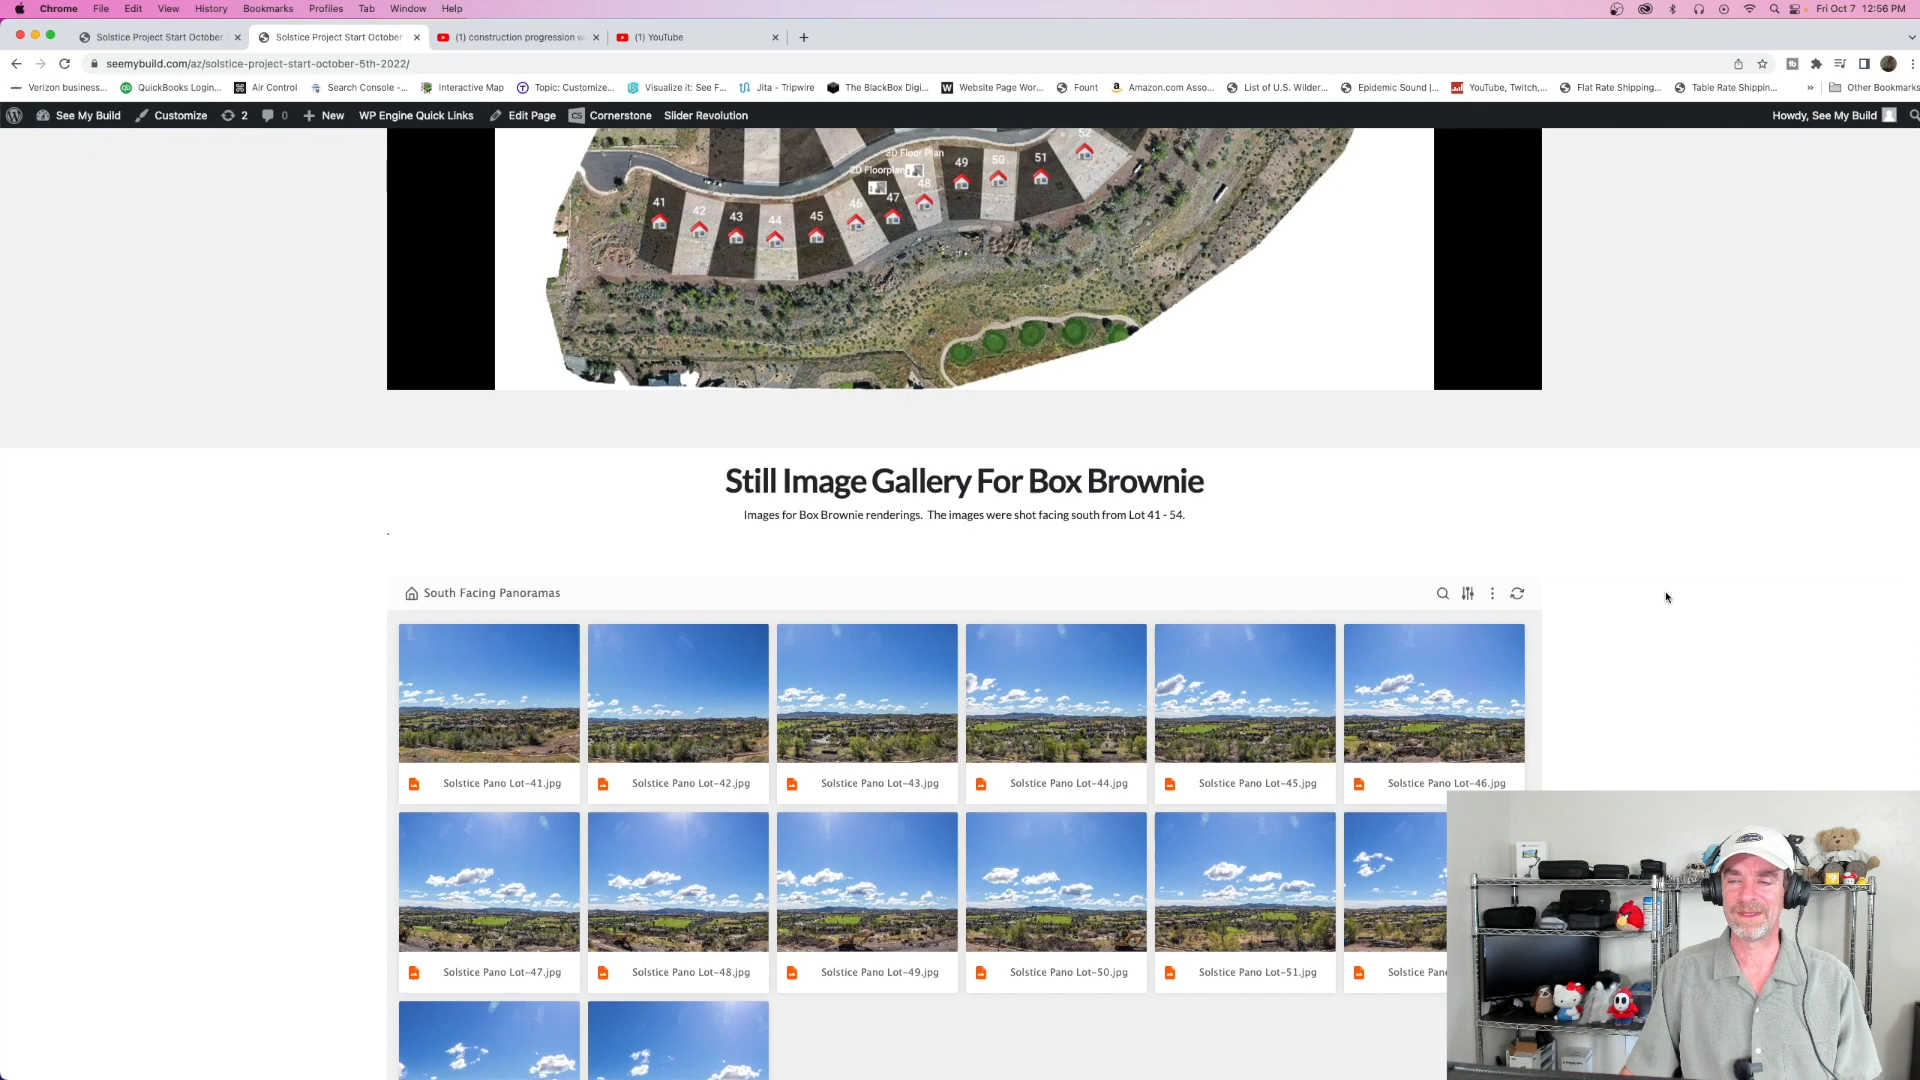 Chrome File Edit View History Bookmarks Profiles Tab Window Help Fri Oct 7 12:56 PM
Solstice Project Start October
Solstice Project Start October
(1) construction progression w
(1) YouTube
seemybuild.com/az/solstice-project-start-october-5th-2022/
Verizon business... QuickBooks Login... Air Control Search Console -... Interactive Map Topic: Customize... Visualize it: See F... Jita - Tripwire The BlackBox Digi... Website Page Wor... Fount Amazon.com Asso... List of U.S. Wilder... Epidemic Sound |... YouTube, Twitch,... Flat Rate Shipping... Table Rate Shippin... » Other Bookmarks
See My Build Customize 2 0 New WP Engine Quick Links Edit Page CS Cornerstone Slider Revolution Howdy, See My Build
52
3D Floor Plan
2D Floorplan
41 42 43 44 45 46 47 48 49 50 51
Still Image Gallery For Box Brownie
Images for Box Brownie renderings. The images were shot facing south from Lot 41 - 54.
.
South Facing Panoramas
Solstice Pano Lot-41.jpg
Solstice Pano Lot-42.jpg
Solstice Pano Lot-43.jpg
Solstice Pano Lot-44.jpg
Solstice Pano Lot-45.jpg
Solstice Pano Lot-46.jpg
Solstice Pano Lot-47.jpg
Solstice Pano Lot-48.jpg
Solstice Pano Lot-49.jpg
Solstice Pano Lot-50.jpg
Solstice Pano Lot-51.jpg
Solstice Pan